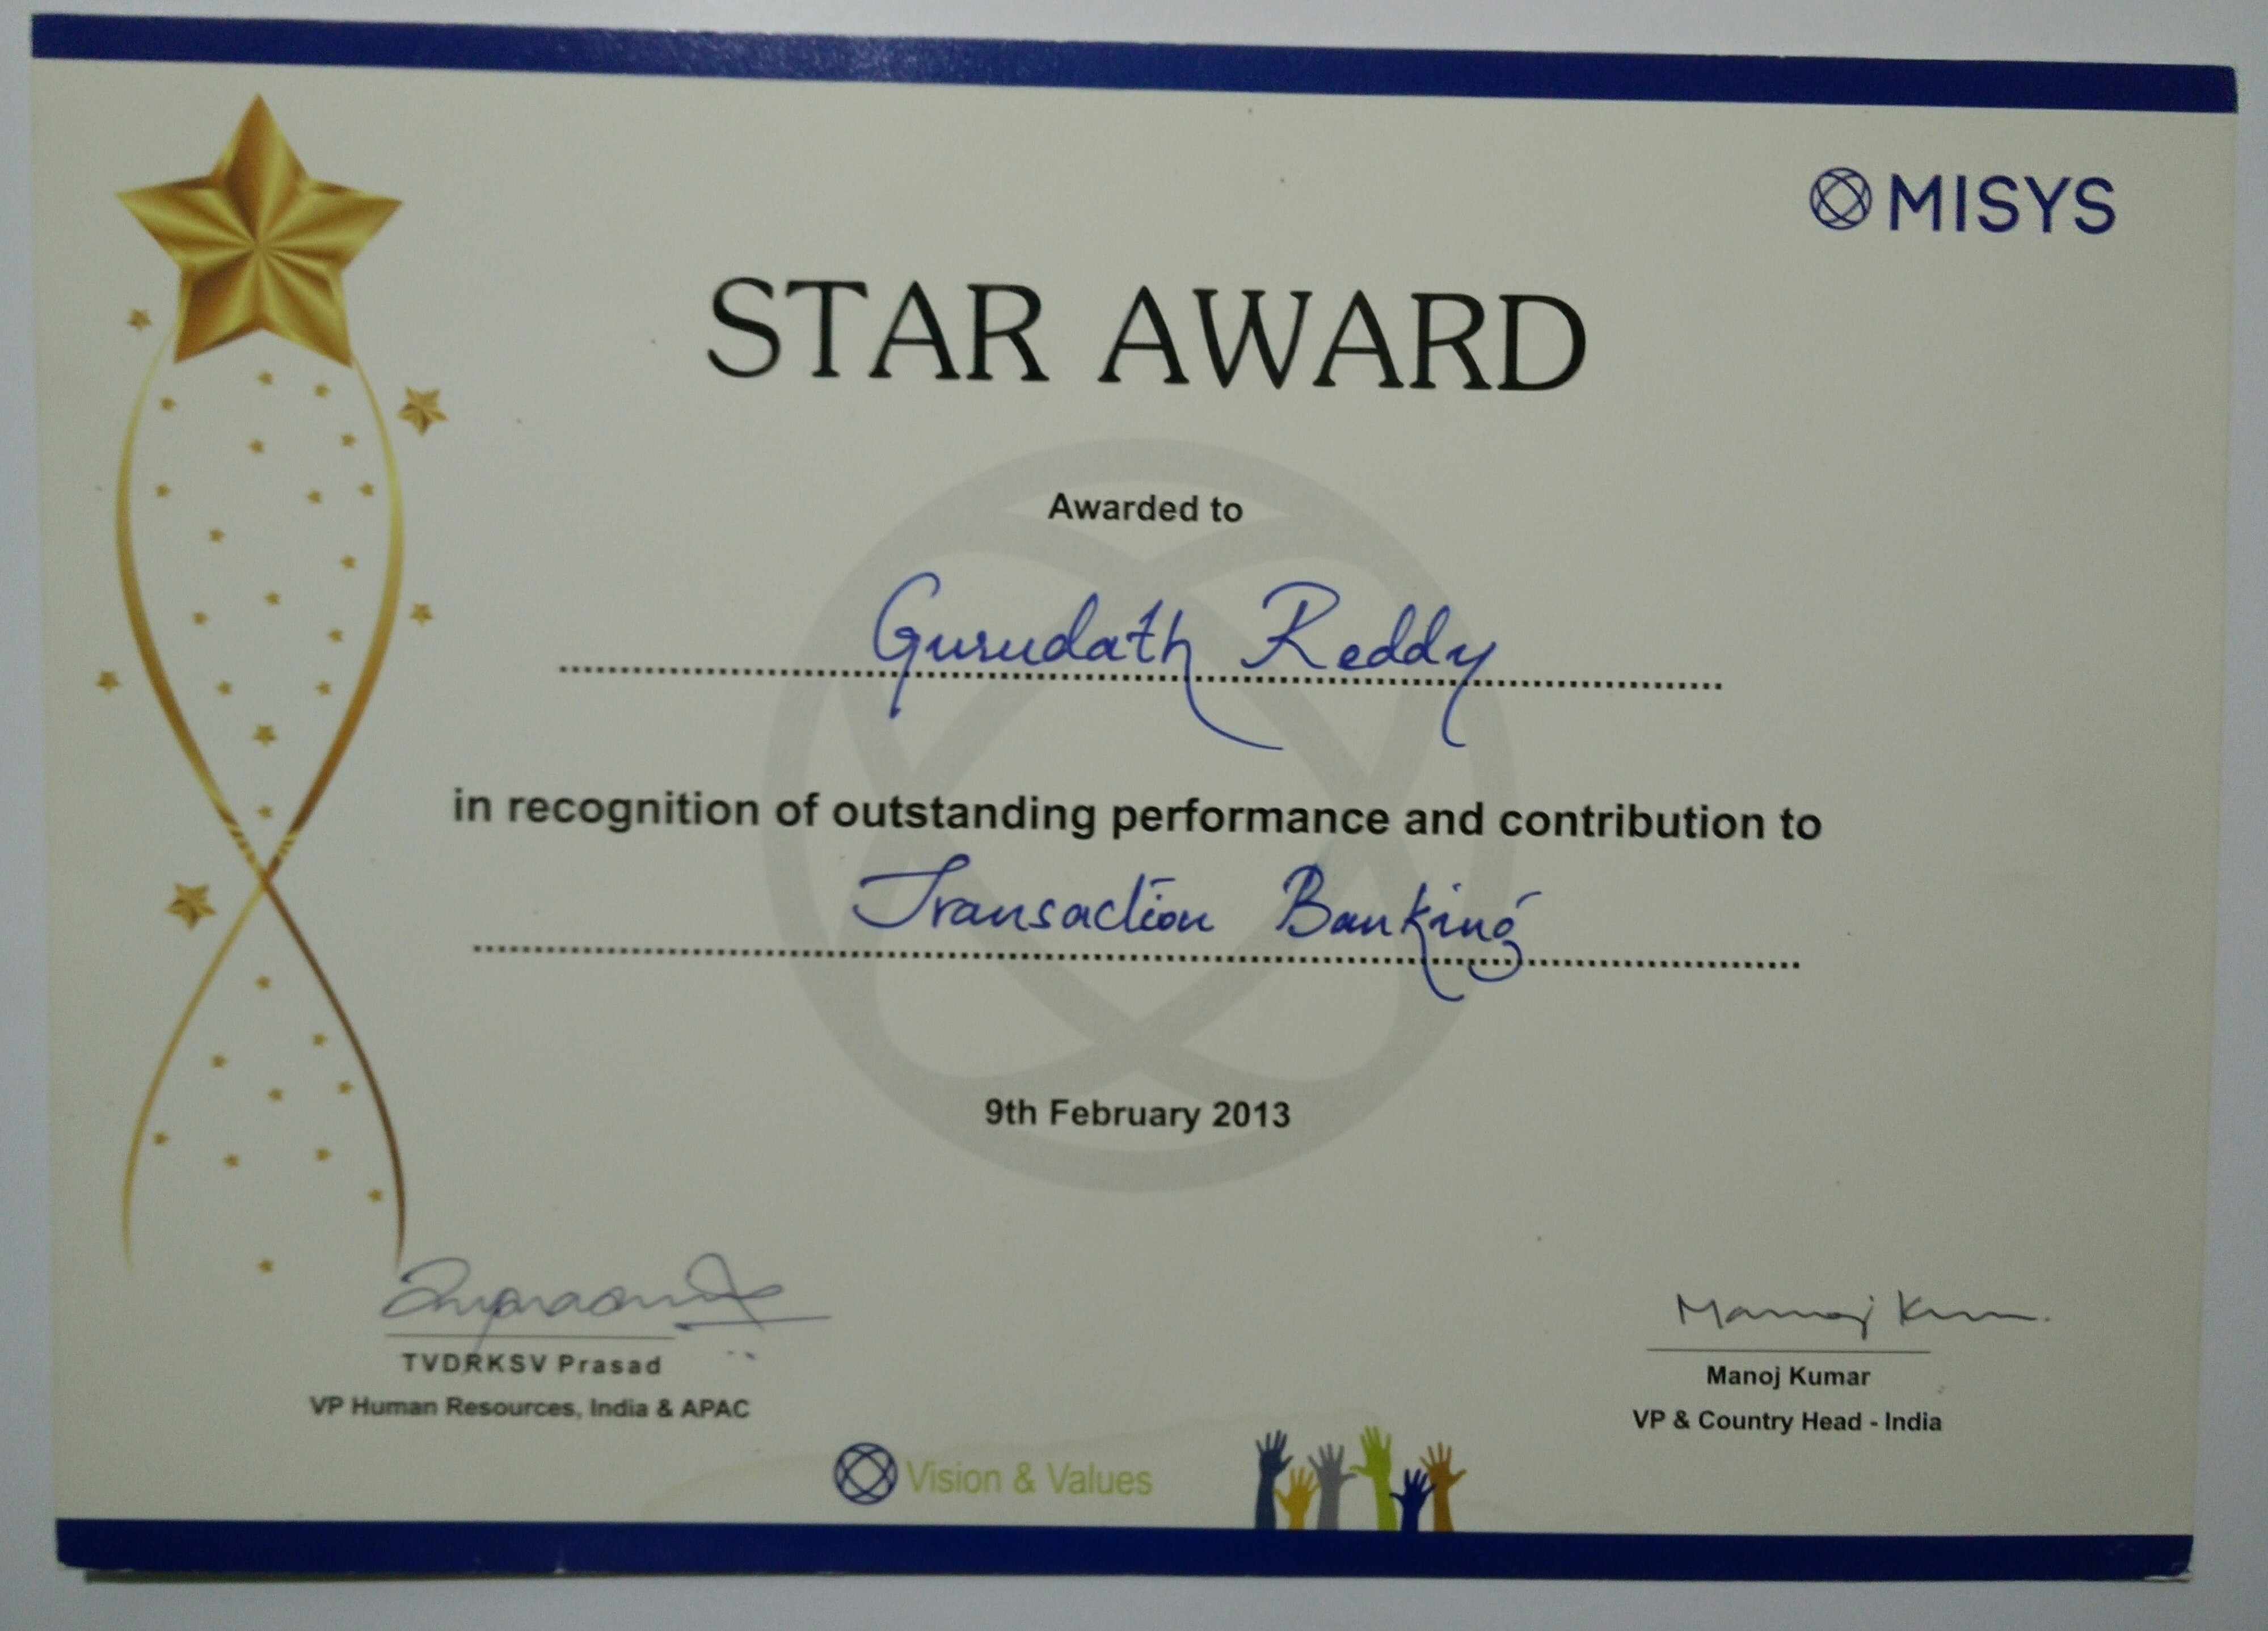 MISYS
STAR AWARD
Awarded to
Gurudath Reddy
in recognition of outstanding performance and contribution to
Transaction Banking
9th February 2013
Manoj Kumar
TVDRKSV Prasad
VP Human Resources, India & APAC
Manoj Kumar
VP & Country Head - India
Vision & Values